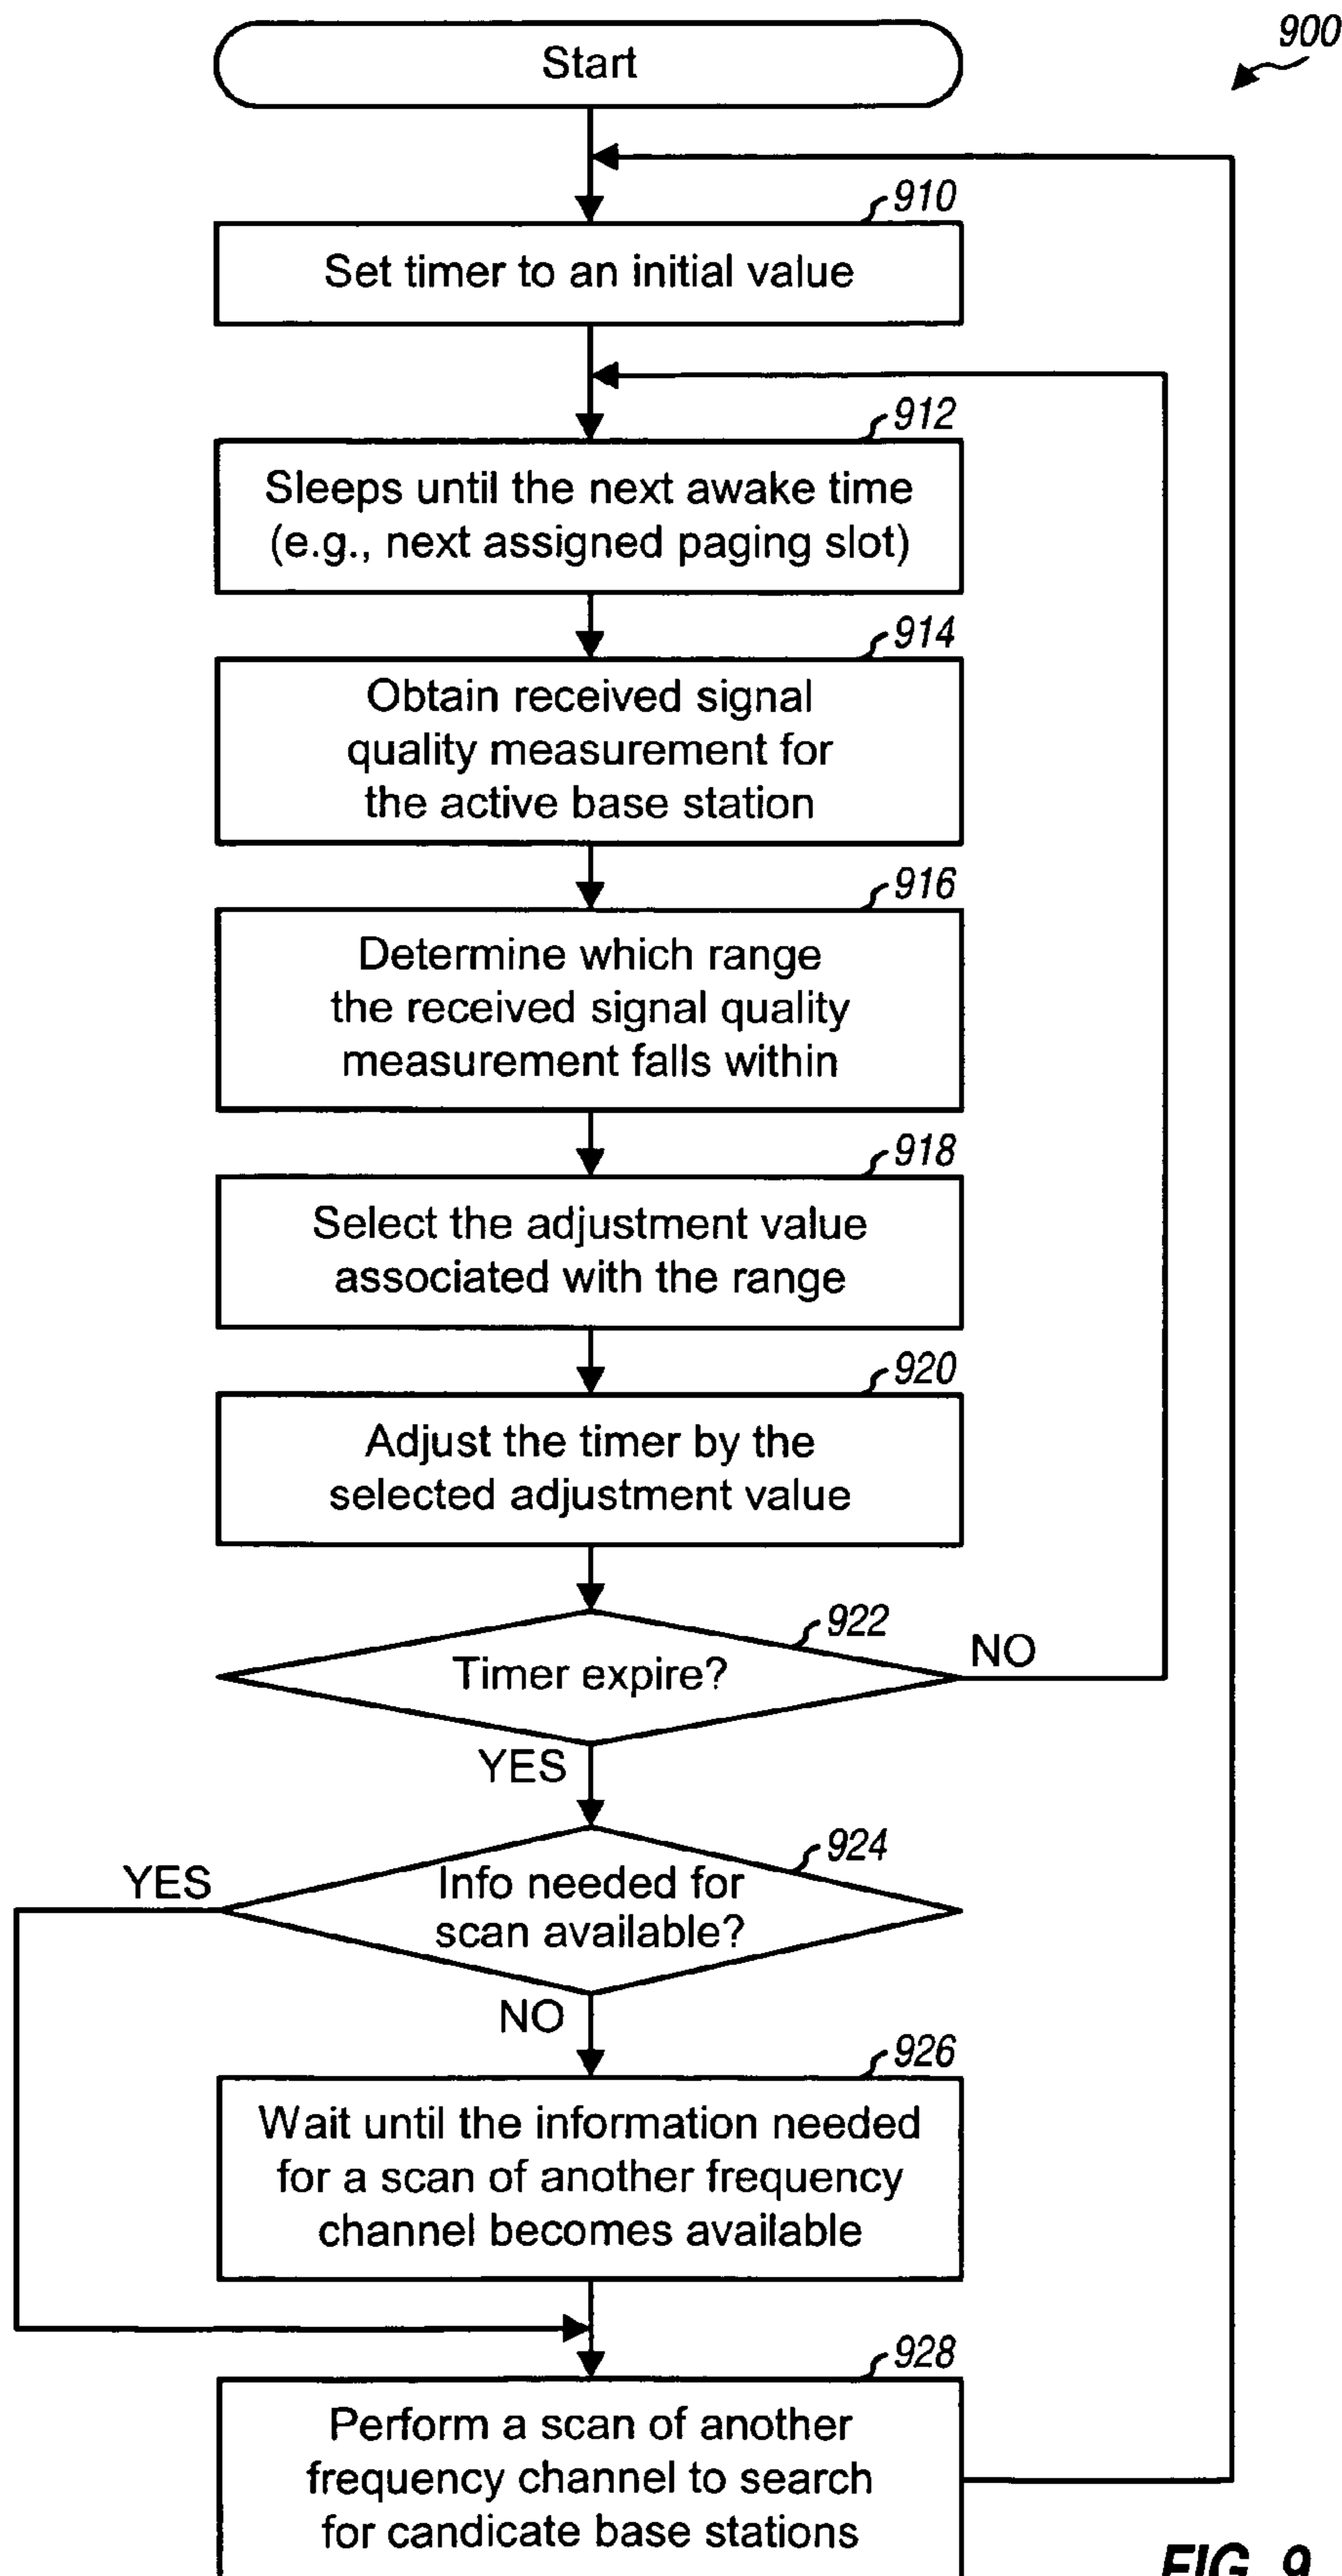 Start
900
910
Set timer to an initial value
912
Sleeps until the next awake time
(e.g., next assigned paging slot)
914
Obtain received signal
quality measurement for
the active base station
916
Determine which range
the received signal quality
measurement falls within
918
Select the adjustment value
associated with the range
920
Adjust the timer by the
selected adjustment value
922
Timer expire?
NO
YES
924
YES
Info needed for
scan available?
NO
926
Wait until the information needed
for a scan of another frequency
channel becomes available
928
Perform a scan of another
frequency channel to search
for candicate base stations
FIG. 9